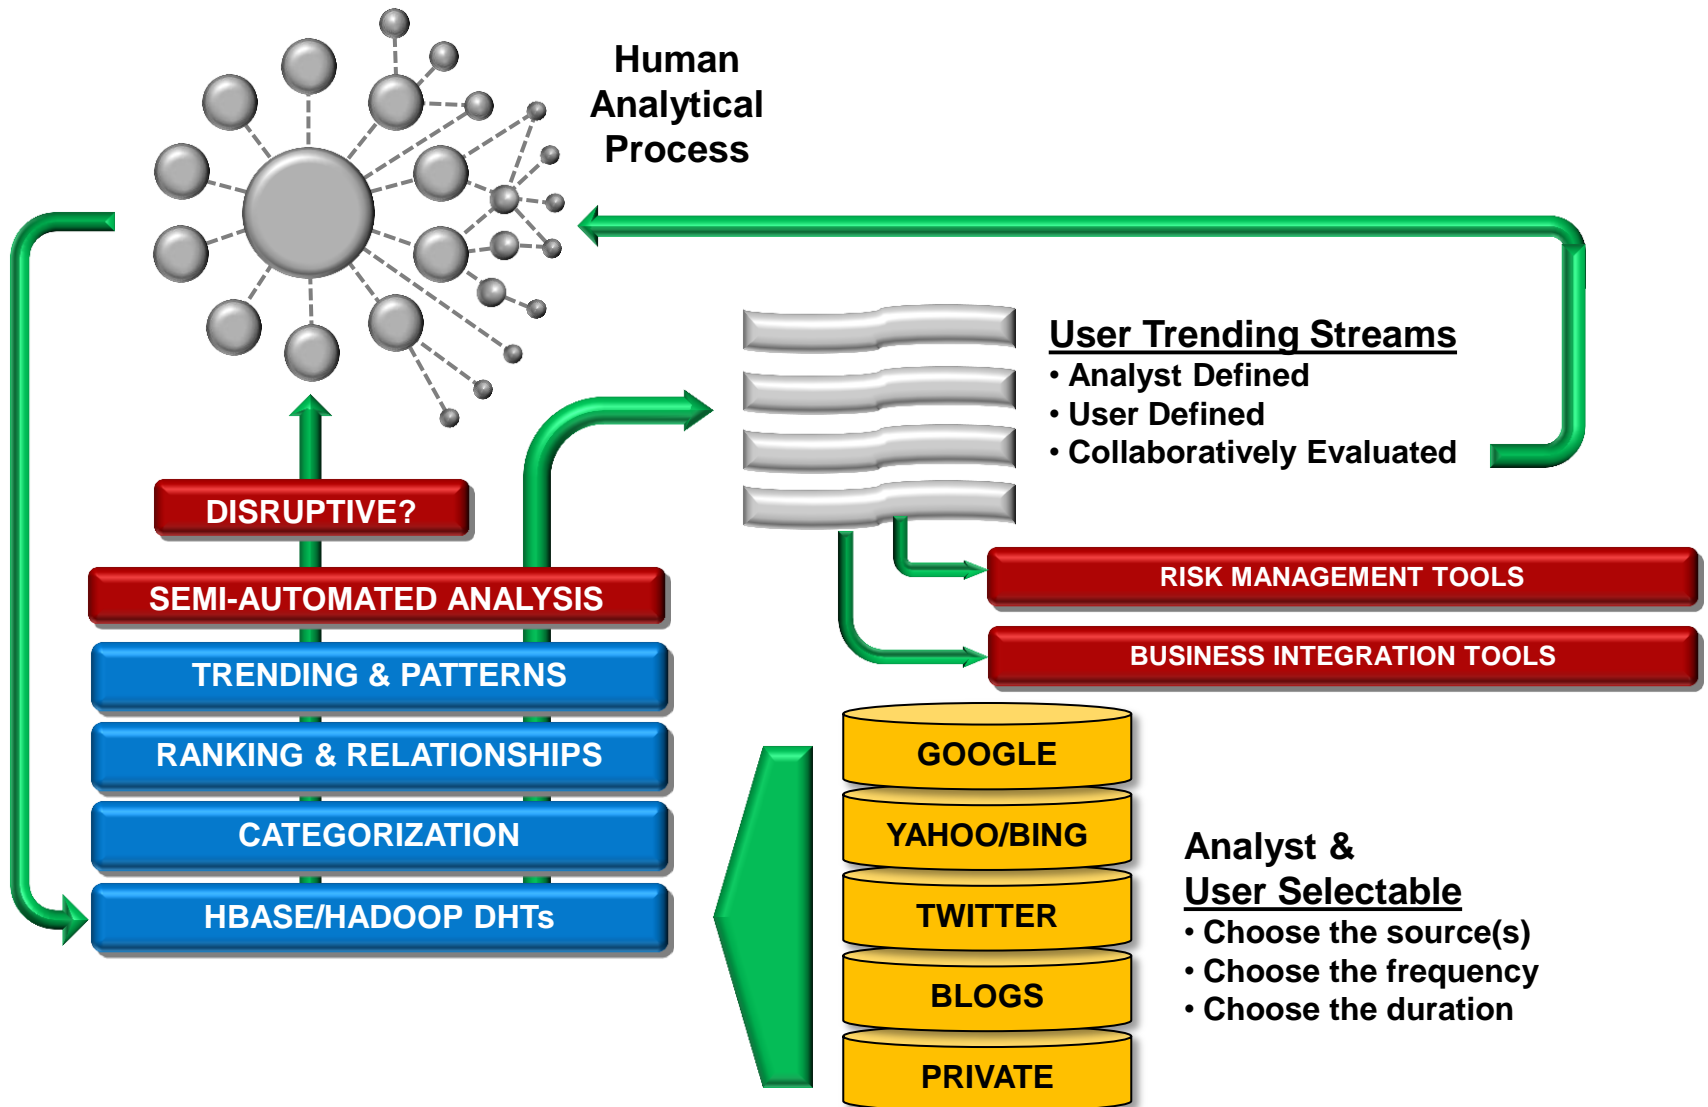 Human
Analytical
Process
User Trending Streams
• Analyst Defined
• User Defined
• Collaboratively Evaluated
DISRUPTIVE?
SEMI-AUTOMATED ANALYSIS
TRENDING & PATTERNS
RANKING & RELATIONSHIPS
CATEGORIZATION
HBASE/HADOOP DHTs
RISK MANAGEMENT TOOLS
BUSINESS INTEGRATION TOOLS
GOOGLE
YAHOO/BING
TWITTER
BLOGS
PRIVATE
Analyst &
User Selectable
• Choose the source(s)
• Choose the frequency
• Choose the duration